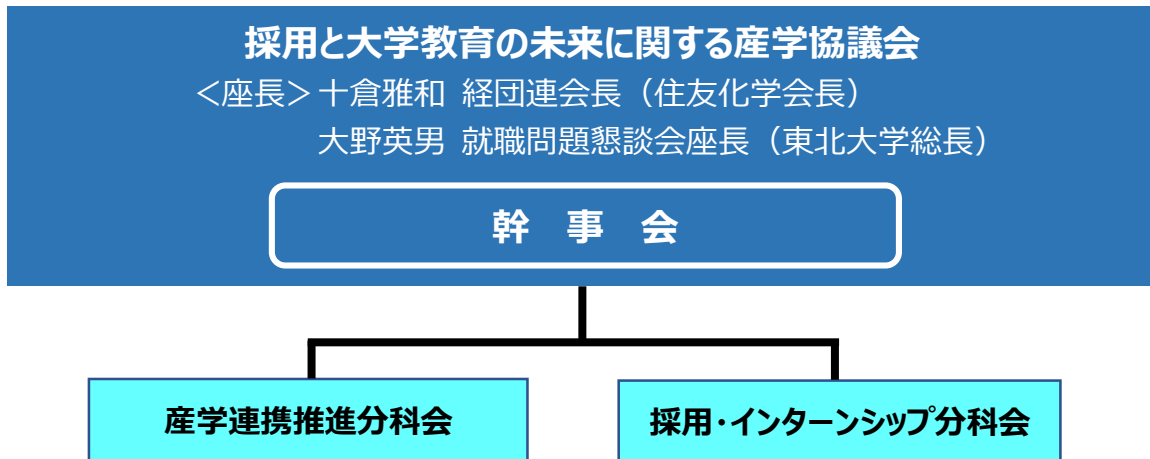 採用と大学教育の未来に関する産学協議会
＜座長＞十倉雅和 経団連会長（住友化学会長）
大野英男 就職問題懇談会座長（東北大学総長）
幹 事 会
産学連携推進分科会
採用・インターンシップ分科会